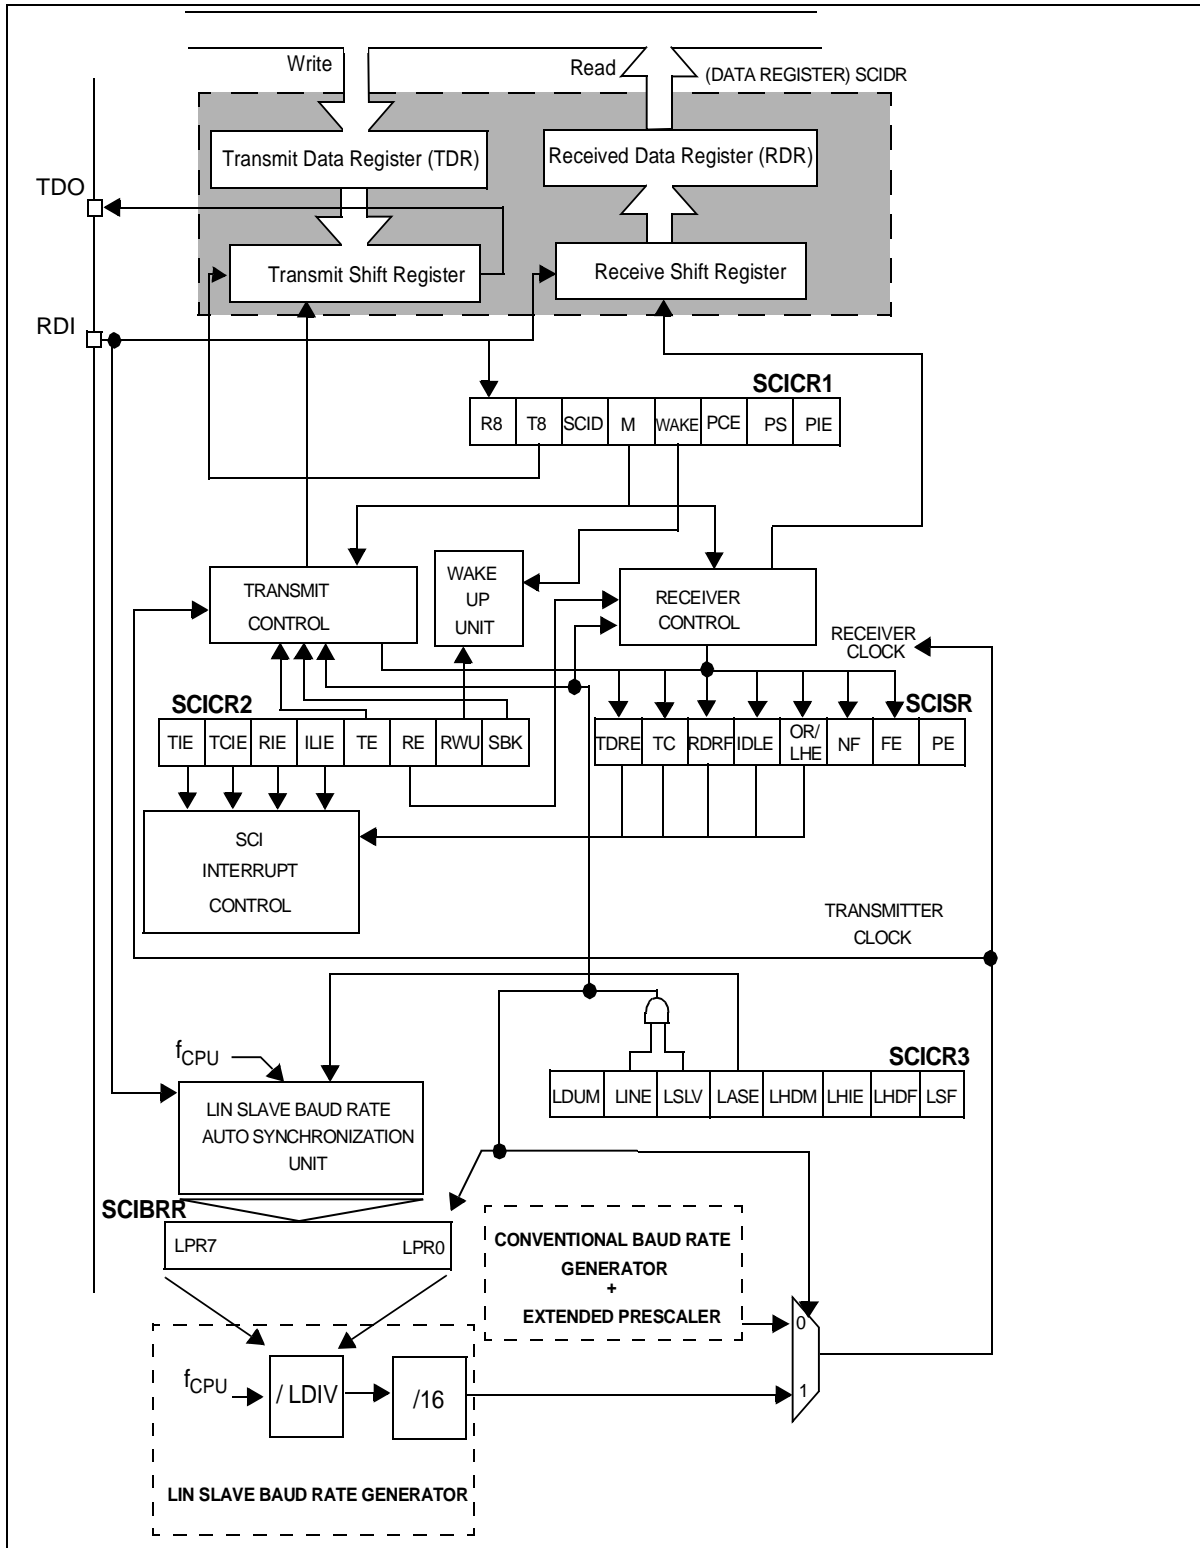 Write
Read
(DATA REGISTER) SCIDR
Transmit Data Register (TDR)
Received Data Register (RDR)
TDO
Transmit Shift Register
Receive Shift Register
RDI
SCICR1
R8 T8 SCID M WAKE PCE PS PIE
TRANSMIT
CONTROL
WAKE
UP
UNIT
RECEIVER
CONTROL
RECEIVER
CLOCK
SCICR2
TIE TCIE RIE ILIE TE RE RWU SBK
SCISR
TDRE TC RDRF IDLE OR/
LHE NF FE PE
SCI
INTERRUPT
CONTROL
TRANSMITTER
CLOCK
fCPU
SCICR3
LDUM LINE LSLV LASE LHDM LHIE LHDF LSF
LIN SLAVE BAUD RATE
AUTO SYNCHRONIZATION
UNIT
SCIBRR
LPR7 LPR0
CONVENTIONAL BAUD RATE
GENERATOR
+
EXTENDED PRESCALER
0
1
fCPU
/ LDIV
/16
LIN SLAVE BAUD RATE GENERATOR